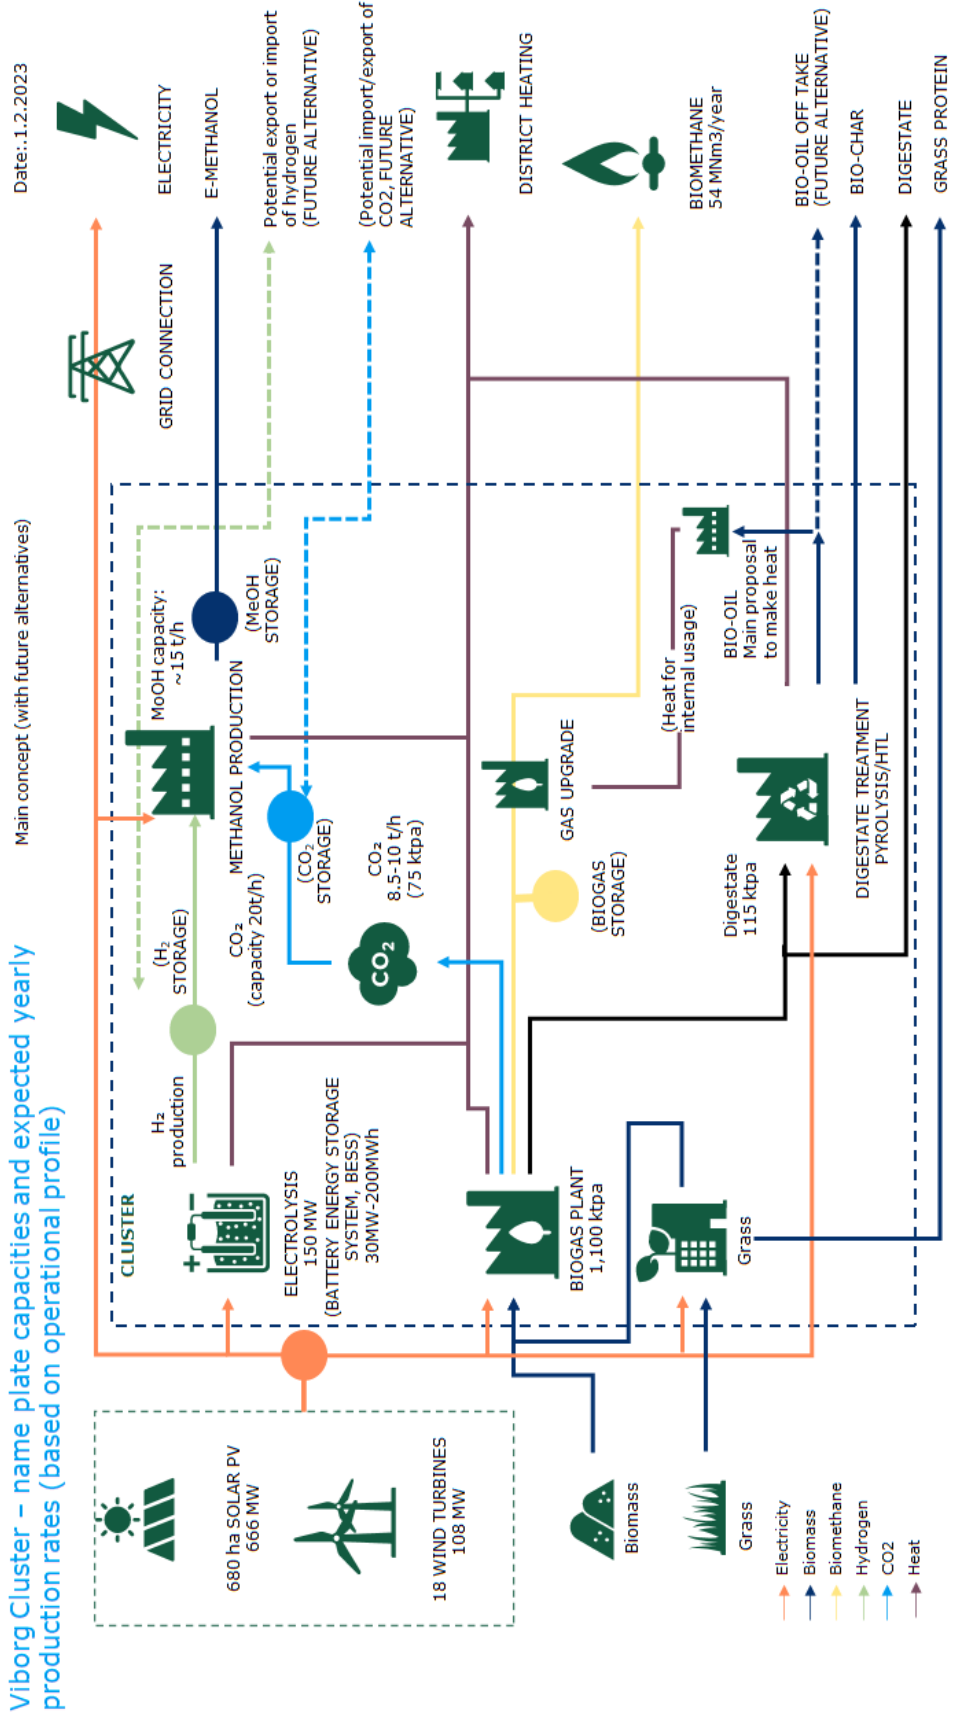 Viborg Cluster – name plate capacities and expected yearly
production rates (based on operational profile)
Main concept (with future alternatives)
Date:.1.2.2023
680 ha SOLAR PV
666 MW
18 WIND TURBINES
108 MW
Biomass
Grass
Electricity
Biomass
Biomethane
Hydrogen
CO2
Heat
CLUSTER
ELECTROLYSIS
150 MW
(BATTERY ENERGY STORAGE
SYSTEM, BESS)
30MW-200MWh
BIOGAS PLANT
1,100 ktpa
Grass
H₂
production
(H₂
STORAGE)
CO₂
(capacity 20t/h)
CO₂
CO₂
8.5-10 t/h
(75 ktpa)
(CO₂
STORAGE)
MoOH capacity:
~15 t/h
METHANOL PRODUCTION
(MeOH
STORAGE)
(BIOGAS
STORAGE)
GAS UPGRADE
(Heat for
internal usage)
Digestate
115 ktpa
DIGESTATE TREATMENT
PYROLYSIS/HTL
BIO-OIL
Main proposal
to make heat
GRID CONNECTION
ELECTRICITY
E-METHANOL
Potential export or import
of hydrogen
(FUTURE ALTERNATIVE)
(Potential import/export of
CO2, FUTURE
ALTERNATIVE)
DISTRICT HEATING
BIOMETHANE
54 MNm3/year
BIO-OIL OFF TAKE
(FUTURE ALTERNATIVE)
BIO-CHAR
DIGESTATE
GRASS PROTEIN